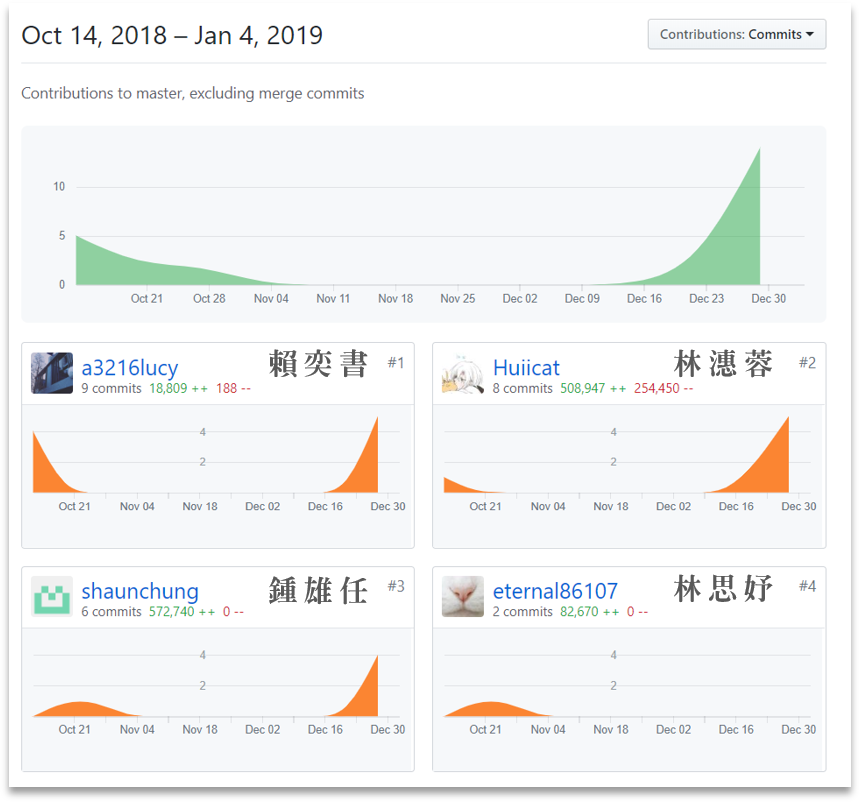 Oct 14, 2018 – Jan 4, 2019
Contributions: Commits
Contributions to master, excluding merge commits
10
5
0
Oct 21 Oct 28 Nov 04 Nov 11 Nov 18 Nov 25 Dec 02 Dec 09 Dec 16 Dec 23 Dec 30
a3216lucy 賴奕書 #1
9 commits 18,809 ++ 188 --
4
2
Oct 21 Nov 04 Nov 18 Dec 02 Dec 16 Dec 30
Huiicat 林漶蓉 #2
8 commits 508,947 ++ 254,450 --
4
2
Oct 21 Nov 04 Nov 18 Dec 02 Dec 16 Dec 30
shaunchung 鍾雄任 #3
6 commits 572,740 ++ 0 --
4
2
Oct 21 Nov 04 Nov 18 Dec 02 Dec 16 Dec 30
eternal86107 林思妤 #4
2 commits 82,670 ++ 0 --
4
2
Oct 21 Nov 04 Nov 18 Dec 02 Dec 16 Dec 30